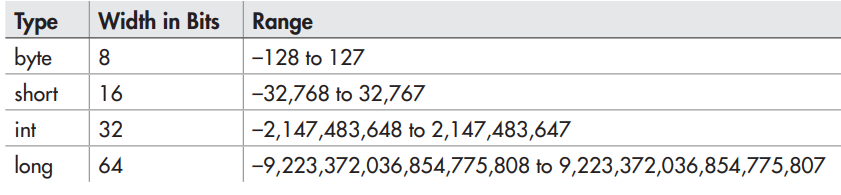 Type Width in Bits Range
byte 8 –128 to 127
short 16 –32,768 to 32,767
int 32 –2,147,483,648 to 2,147,483,647
long 64 –9,223,372,036,854,775,808 to 9,223,372,036,854,775,807